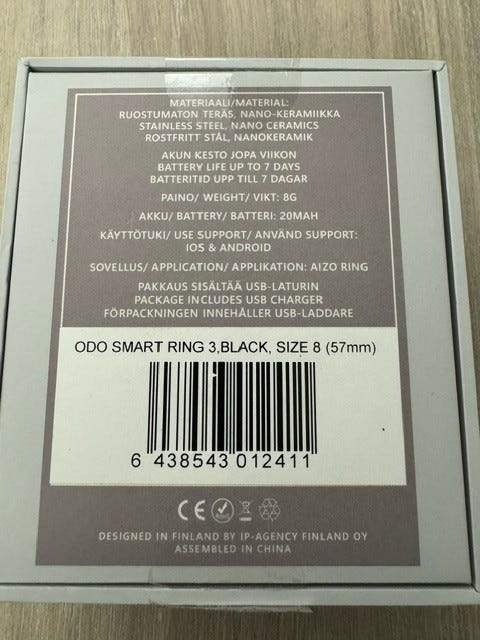 MATERIAALI/MATERIAL:
RUOSTUMATON TERÄS, NANO-KERAMIIKKA
STAINLESS STEEL, NANO CERAMICS
ROSTFRITT STÅL, NANOKERAMIK
AKUN KESTO JOPA VIIKON
BATTERY LIFE UP TO 7 DAYS
BATTERITID UPP TILL 7 DAGAR
PAINO/ WEIGHT/ VIKT: 8G
AKKU/ BATTERY/ BATTERI: 20MAH
KÄYTTÖTUKI/ USE SUPPORT/ ANVÄND SUPPORT:
IOS & ANDROID
SOVELLUS/ APPLICATION/ APPLIKATION: AIZO RING
PAKKAUS SISÄLTÄÄ USB-LATURIN
PACKAGE INCLUDES USB CHARGER
FÖRPACKNINGEN INNEHÅLLER USB-LADDARE
ODO SMART RING 3,BLACK, SIZE 8 (57mm)
6 438543 012411
CE
DESIGNED IN FINLAND BY IP-AGENCY FINLAND OY
ASSEMBLED IN CHINA